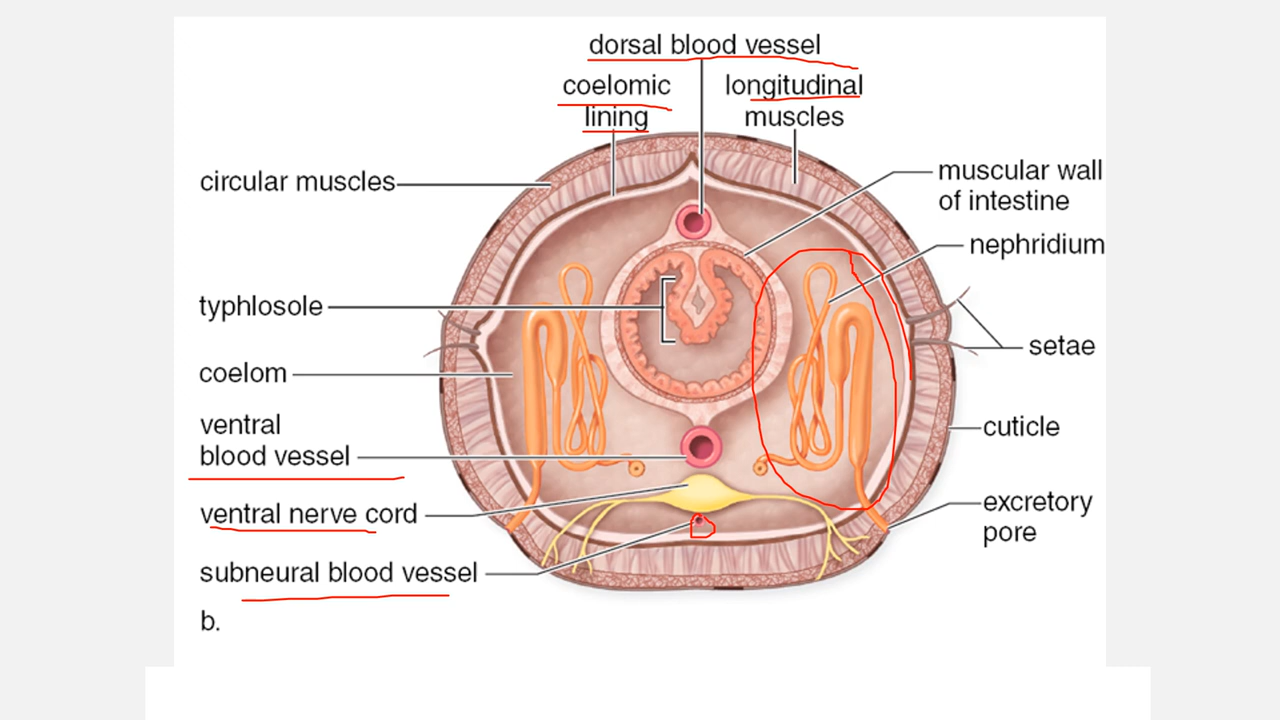 dorsal blood vessel
coelomic
lining
longitudinal
muscles
circular muscles
muscular wall
of intestine
nephridium
typhlosole
setae
coelom
cuticle
ventral
blood vessel
excretory
pore
ventral nerve cord
subneural blood vessel
b.